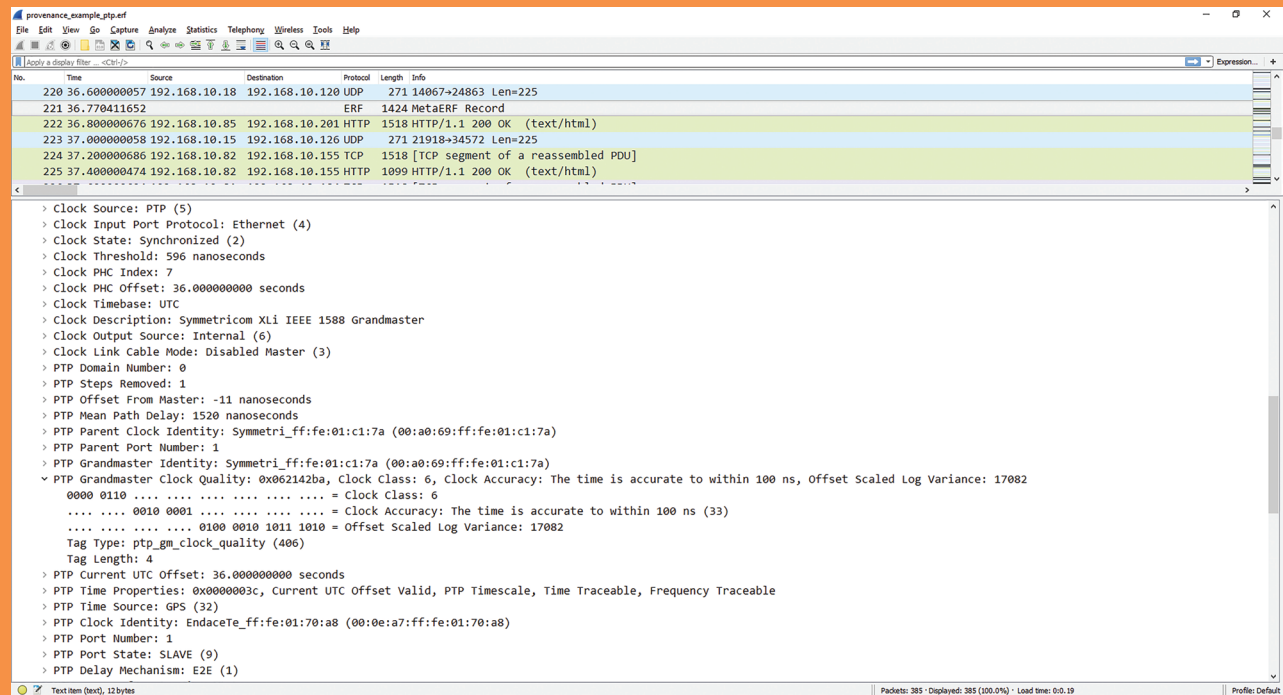 provenance_example_ptp.erf
File Edit View Go Capture Analyze Statistics Telephony Wireless Tools Help
Apply a display filter ... <Ctrl-/> Expression... +
No. Time Source Destination Protocol Length Info
220 36.600000057 192.168.10.18 192.168.10.120 UDP 271 14067→24863 Len=225
221 36.770411652 ERF 1424 MetaERF Record
222 36.800000676 192.168.10.85 192.168.10.201 HTTP 1518 HTTP/1.1 200 OK (text/html)
223 37.000000058 192.168.10.15 192.168.10.126 UDP 271 21918→34572 Len=225
224 37.200000686 192.168.10.82 192.168.10.155 TCP 1518 [TCP segment of a reassembled PDU]
225 37.400000474 192.168.10.82 192.168.10.155 HTTP 1099 HTTP/1.1 200 OK (text/html)
> Clock Source: PTP (5)
> Clock Input Port Protocol: Ethernet (4)
> Clock State: Synchronized (2)
> Clock Threshold: 596 nanoseconds
> Clock PHC Index: 7
> Clock PHC Offset: 36.000000000 seconds
> Clock Timebase: UTC
> Clock Description: Symmetricom XLi IEEE 1588 Grandmaster
> Clock Output Source: Internal (6)
> Clock Link Cable Mode: Disabled Master (3)
> PTP Domain Number: 0
> PTP Steps Removed: 1
> PTP Offset From Master: -11 nanoseconds
> PTP Mean Path Delay: 1520 nanoseconds
> PTP Parent Clock Identity: Symmetri_ff:fe:01:c1:7a (00:a0:69:ff:fe:01:c1:7a)
> PTP Parent Port Number: 1
> PTP Grandmaster Identity: Symmetri_ff:fe:01:c1:7a (00:a0:69:ff:fe:01:c1:7a)
PTP Grandmaster Clock Quality: 0x062142ba, Clock Class: 6, Clock Accuracy: The time is accurate to within 100 ns, Offset Scaled Log Variance: 17082
0000 0110 .... .... .... .... .... .... = Clock Class: 6
.... .... 0010 0001 .... .... .... .... = Clock Accuracy: The time is accurate to within 100 ns (33)
.... .... .... .... 0100 0010 1011 1010 = Offset Scaled Log Variance: 17082
Tag Type: ptp_gm_clock_quality (406)
Tag Length: 4
> PTP Current UTC Offset: 36.000000000 seconds
> PTP Time Properties: 0x0000003c, Current UTC Offset Valid, PTP Timescale, Time Traceable, Frequency Traceable
> PTP Time Source: GPS (32)
> PTP Clock Identity: EndaceTe_ff:fe:01:70:a8 (00:0e:a7:ff:fe:01:70:a8)
> PTP Port Number: 1
> PTP Port State: SLAVE (9)
> PTP Delay Mechanism: E2E (1)
Text item (text), 12 bytes Packets: 385 · Displayed: 385 (100.0%) · Load time: 0:0.19 Profile: Default